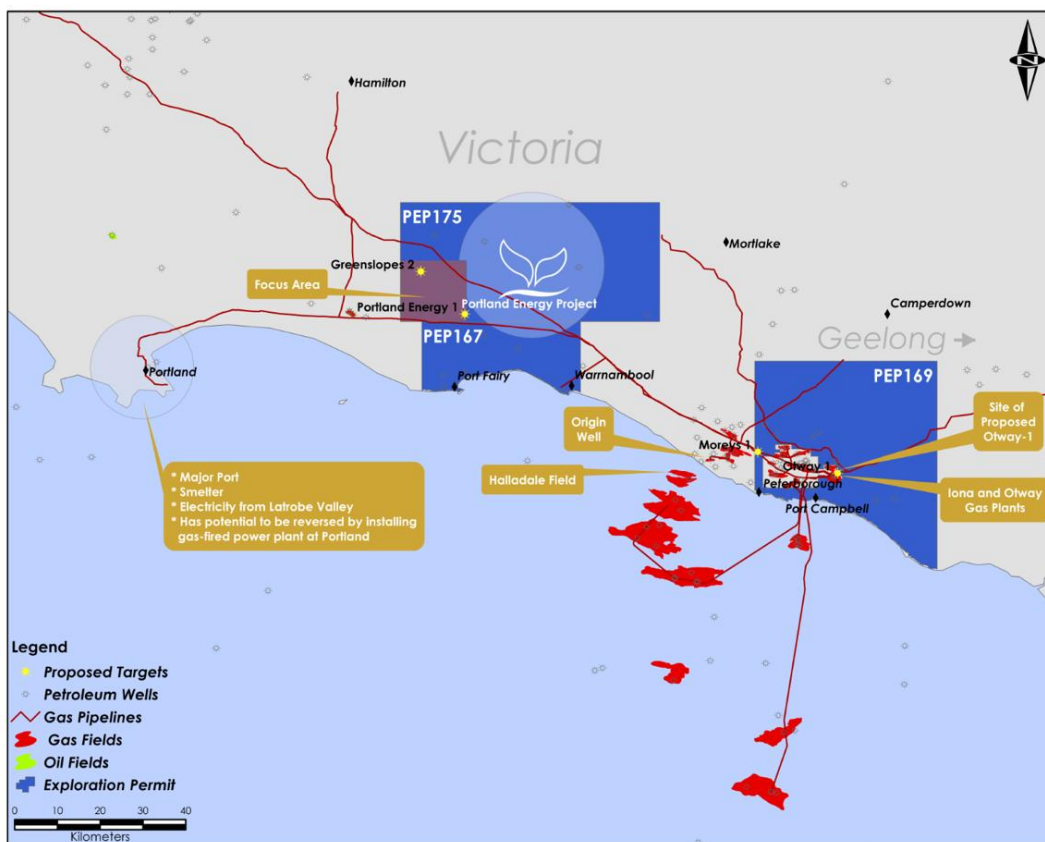 Hamilton
N
Victoria
PEP175
Mortlake
Greenslopes 2
Focus Area
Portland Energy Project
Portland Energy 1
Camperdown
PEP167
Geelong
Portland
Port Fairy
Warrnambool
PEP169
Site of
Proposed
Otway-1
Origin
Well
Moreys 1
Otway 1
Halladale Field
Peterborough
Port Campbell
Iona and Otway
Gas Plants
* Major Port
* Smelter
* Electricity from Latrobe Valley
* Has potential to be reversed by installing
gas-fired power plant at Portland
Legend
Proposed Targets
Petroleum Wells
Gas Pipelines
Gas Fields
Oil Fields
Exploration Permit
0 10 20 30 40
Kilometers